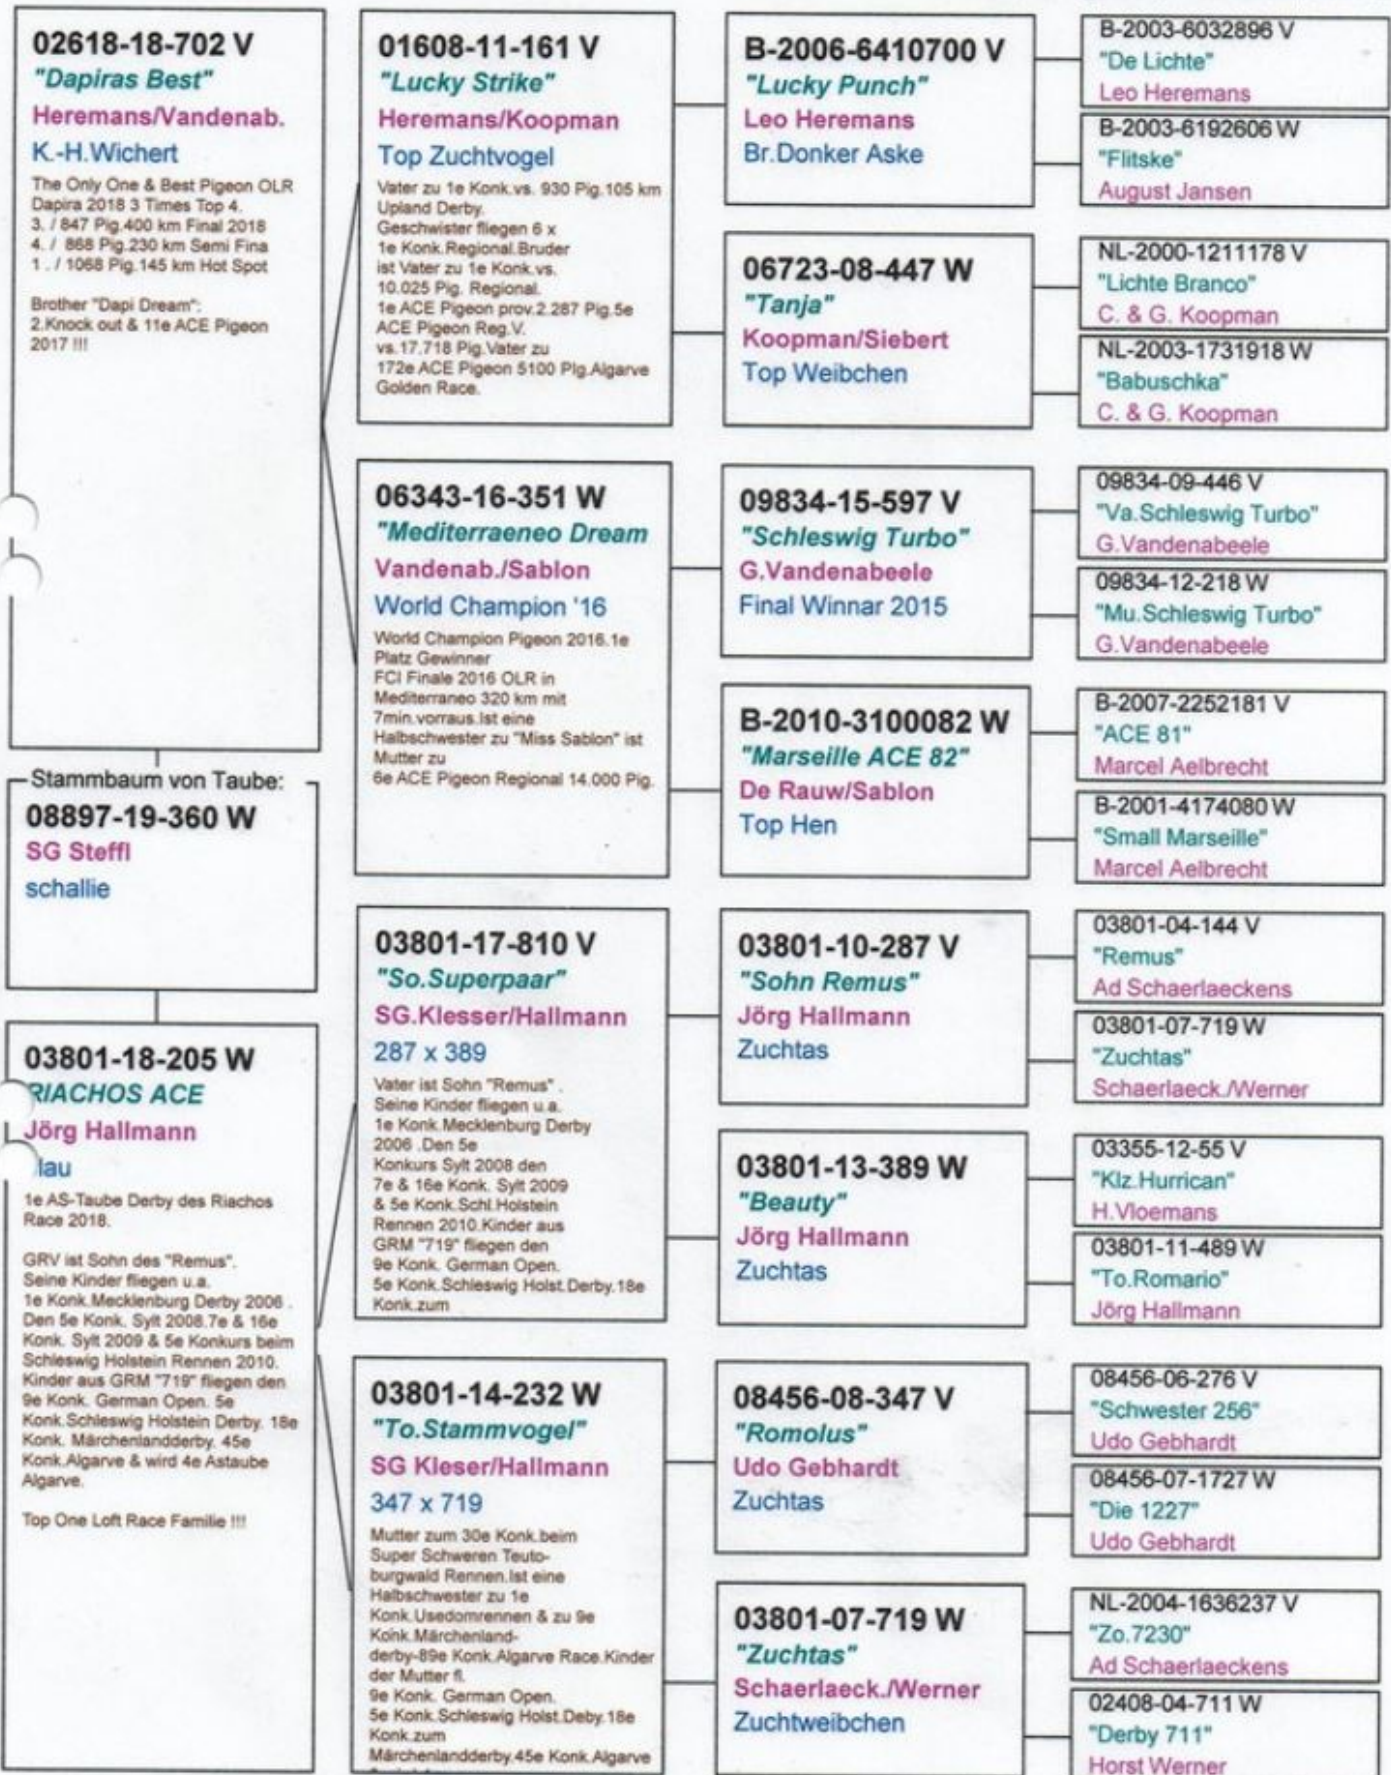 02618-18-702 V
"Dapiras Best"
Heremans/Vandenab.
K.-H.Wichert
The Only One & Best Pigeon OLR
Dapira 2018 3 Times Top 4.
3. / 847 Pig.400 km Final 2018
4. / 868 Pig.230 km Semi Fina
1 . / 1068 Pig.145 km Hot Spot
Brother "Dapi Dream":
2.Knock out & 11e ACE Pigeon
2017 !!!
Stammbaum von Taube:
08897-19-360 W
SG Steffl
schallie
03801-18-205 W
RIACHOS ACE
Jörg Hallmann
lau
1e AS-Taube Derby des Riachos
Race 2018.
GRV ist Sohn des "Remus".
Seine Kinder fliegen u.a.
1e Konk.Mecklenburg Derby 2006 .
Den 5e Konk. Sylt 2008.7e & 16e
Konk. Sylt 2009 & 5e Konkurs beim
Schleswig Holstein Rennen 2010.
Kinder aus GRM "719" fliegen den
9e Konk. German Open. 5e
Konk.Schleswig Holstein Derby. 18e
Konk. Märchenlandderby. 45e
Konk.Algarve & wird 4e Astaube
Algarve.
Top One Loft Race Familie !!!
01608-11-161 V
"Lucky Strike"
Heremans/Koopman
Top Zuchtvogel
Vater zu 1e Konk.vs. 930 Pig.105 km
Upland Derby.
Geschwister fliegen 6 x
1e Konk.Regional.Bruder
ist Vater zu 1e Konk.vs.
10.025 Pig. Regional.
1e ACE Pigeon prov.2.287 Pig.5e
ACE Pigeon Reg.V.
vs.17.718 Pig.Vater zu
172e ACE Pigeon 5100 Pig.Algarve
Golden Race.
06343-16-351 W
"Mediterraeneo Dream
Vandenab./Sablon
World Champion '16
World Champion Pigeon 2016.1e
Platz Gewinner
FCI Finale 2016 OLR in
Mediterraneo 320 km mit
7min.vorraus.Ist eine
Halbschwester zu "Miss Sablon" ist
Mutter zu
6e ACE Pigeon Regional 14.000 Pig.
03801-17-810 V
"So.Superpaar"
SG.Klesser/Hallmann
287 x 389
Vater ist Sohn "Remus" .
Seine Kinder fliegen u.a.
1e Konk.Mecklenburg Derby
2006 .Den 5e
Konkurs Sylt 2008 den
7e & 16e Konk. Sylt 2009
& 5e Konk.Schl.Holstein
Rennen 2010.Kinder aus
GRM "719" fliegen den
9e Konk. German Open.
5e Konk.Schleswig Holst.Derby.18e
Konk.zum
03801-14-232 W
"To.Stammvogel"
SG Kleser/Hallmann
347 x 719
Mutter zum 30e Konk.beim
Super Schweren Teuto-
burgwald Rennen.Ist eine
Halbschwester zu 1e
Konk.Usedomrennen & zu 9e
Konk.Märchenland-
derby-89e Konk.Algarve Race.Kinder
der Mutter fl.
9e Konk. German Open.
5e Konk.Schleswig Holst.Deby.18e
Konk.zum
Märchenlandderby.45e Konk.Algarve
B-2006-6410700 V
"Lucky Punch"
Leo Heremans
Br.Donker Aske
06723-08-447 W
"Tanja"
Koopman/Siebert
Top Weibchen
09834-15-597 V
"Schleswig Turbo"
G.Vandenabeele
Final Winnar 2015
B-2010-3100082 W
"Marseille ACE 82"
De Rauw/Sablon
Top Hen
03801-10-287 V
"Sohn Remus"
Jörg Hallmann
Zuchtas
03801-13-389 W
"Beauty"
Jörg Hallmann
Zuchtas
08456-08-347 V
"Romolus"
Udo Gebhardt
Zuchtas
03801-07-719 W
"Zuchtas"
Schaerlaeck./Werner
Zuchtweibchen
B-2003-6032896 V
"De Lichte"
Leo Heremans
B-2003-6192606 W
"Flitske"
August Jansen
NL-2000-1211178 V
"Lichte Branco"
C. & G. Koopman
NL-2003-1731918 W
"Babuschka"
C. & G. Koopman
09834-09-446 V
"Va.Schleswig Turbo"
G.Vandenabeele
09834-12-218 W
"Mu.Schleswig Turbo"
G.Vandenabeele
B-2007-2252181 V
"ACE 81"
Marcel Aelbrecht
B-2001-4174080 W
"Small Marseille"
Marcel Aelbrecht
03801-04-144 V
"Remus"
Ad Schaerlaeckens
03801-07-719 W
"Zuchtas"
Schaerlaeck./Werner
03355-12-55 V
"Klz.Hurrican"
H.Vloemans
03801-11-489 W
"To.Romario"
Jörg Hallmann
08456-06-276 V
"Schwester 256"
Udo Gebhardt
08456-07-1727 W
"Die 1227"
Udo Gebhardt
NL-2004-1636237 V
"Zo.7230"
Ad Schaerlaeckens
02408-04-711 W
"Derby 711"
Horst Werner